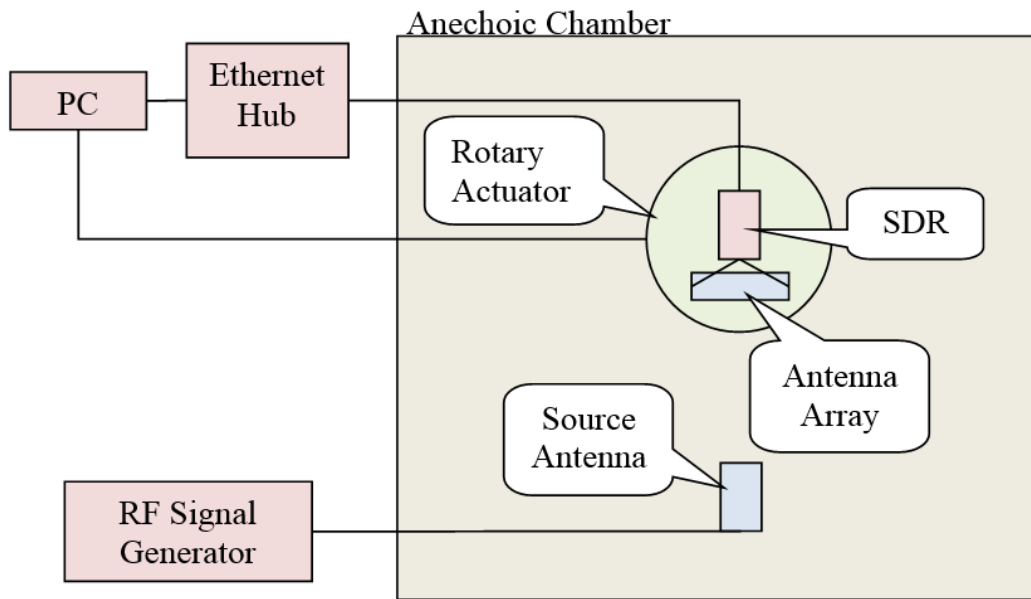 Anechoic Chamber
PC
Ethernet
Hub
Rotary
Actuator
SDR
Antenna
Array
Source
Antenna
RF Signal
Generator